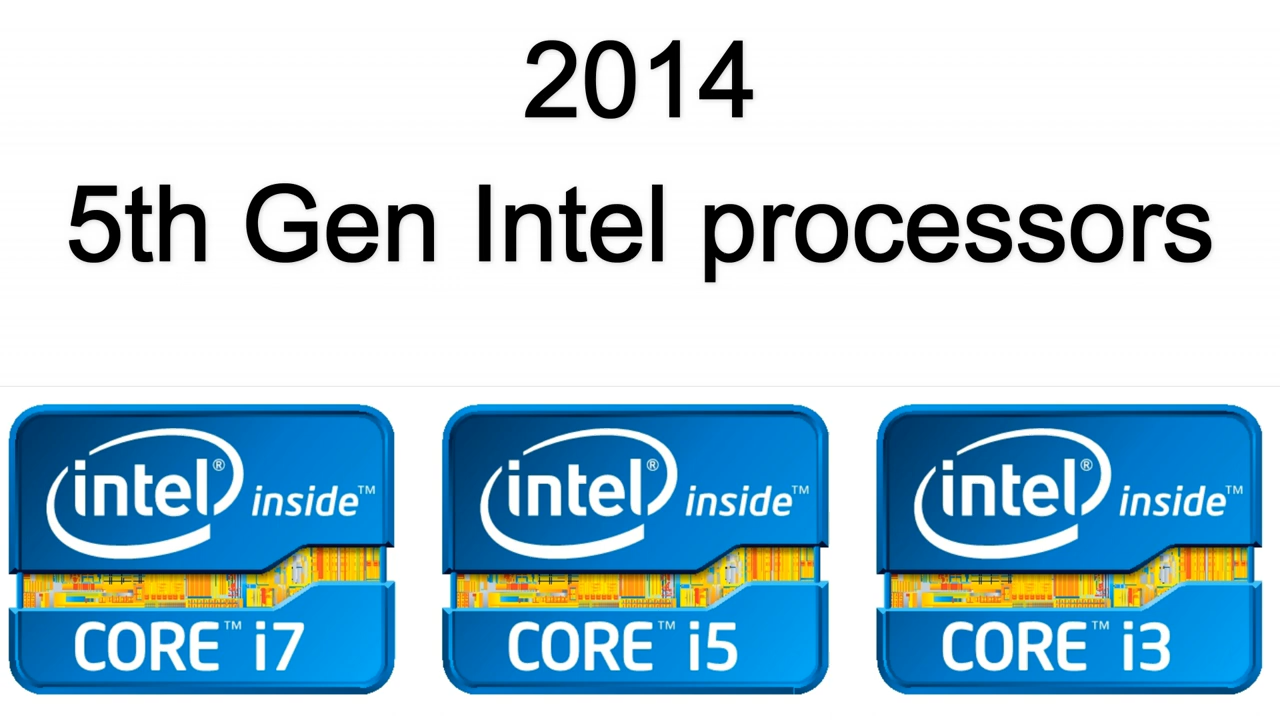 2014
5th Gen Intel processors
intel® inside™ intel® inside™ intel® inside™
CORE™ i7 CORE™ i5 CORE™ i3